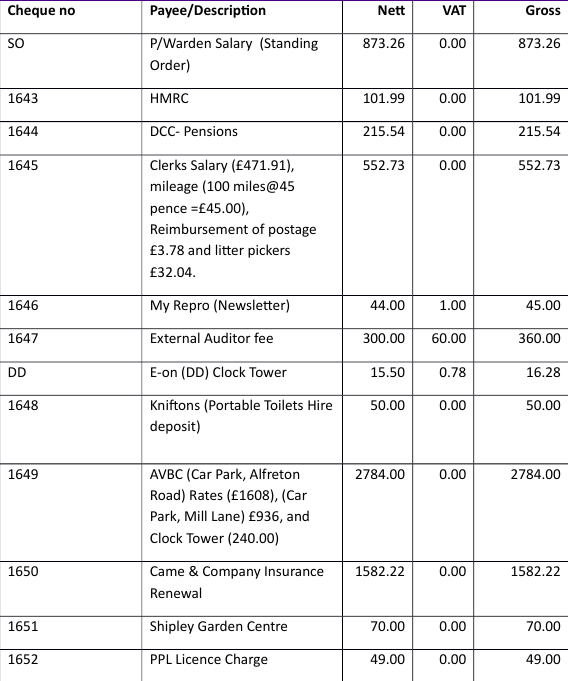 Cheque no Payee/Description Nett VAT Gross
SO P/Warden Salary (Standing 873.26 0.00 873.26
Order)
1643 HMRC 101.99 0.00 101.99
1644 DCC- Pensions 215.54 0.00 215.54
1645 Clerks Salary (£471.91), 552.73 0.00 552.73
mileage (100 miles@45
pence =£45.00),
Reimbursement of postage
£3.78 and litter pickers
£32.04.
1646 My Repro (Newsletter) 44.00 1.00 45.00
1647 External Auditor fee 300.00 60.00 360.00
DD E-on (DD) Clock Tower 15.50 0.78 16.28
1648 Kniftons (Portable Toilets Hire 50.00 0.00 50.00
deposit)
1649 AVBC (Car Park, Alfreton 2784.00 0.00 2784.00
Road) Rates (£1608), (Car
Park, Mill Lane) £936, and
Clock Tower (240.00)
1650 Came & Company Insurance 1582.22 0.00 1582.22
Renewal
1651 Shipley Garden Centre 70.00 0.00 70.00
1652 PPL Licence Charge 49.00 0.00 49.00